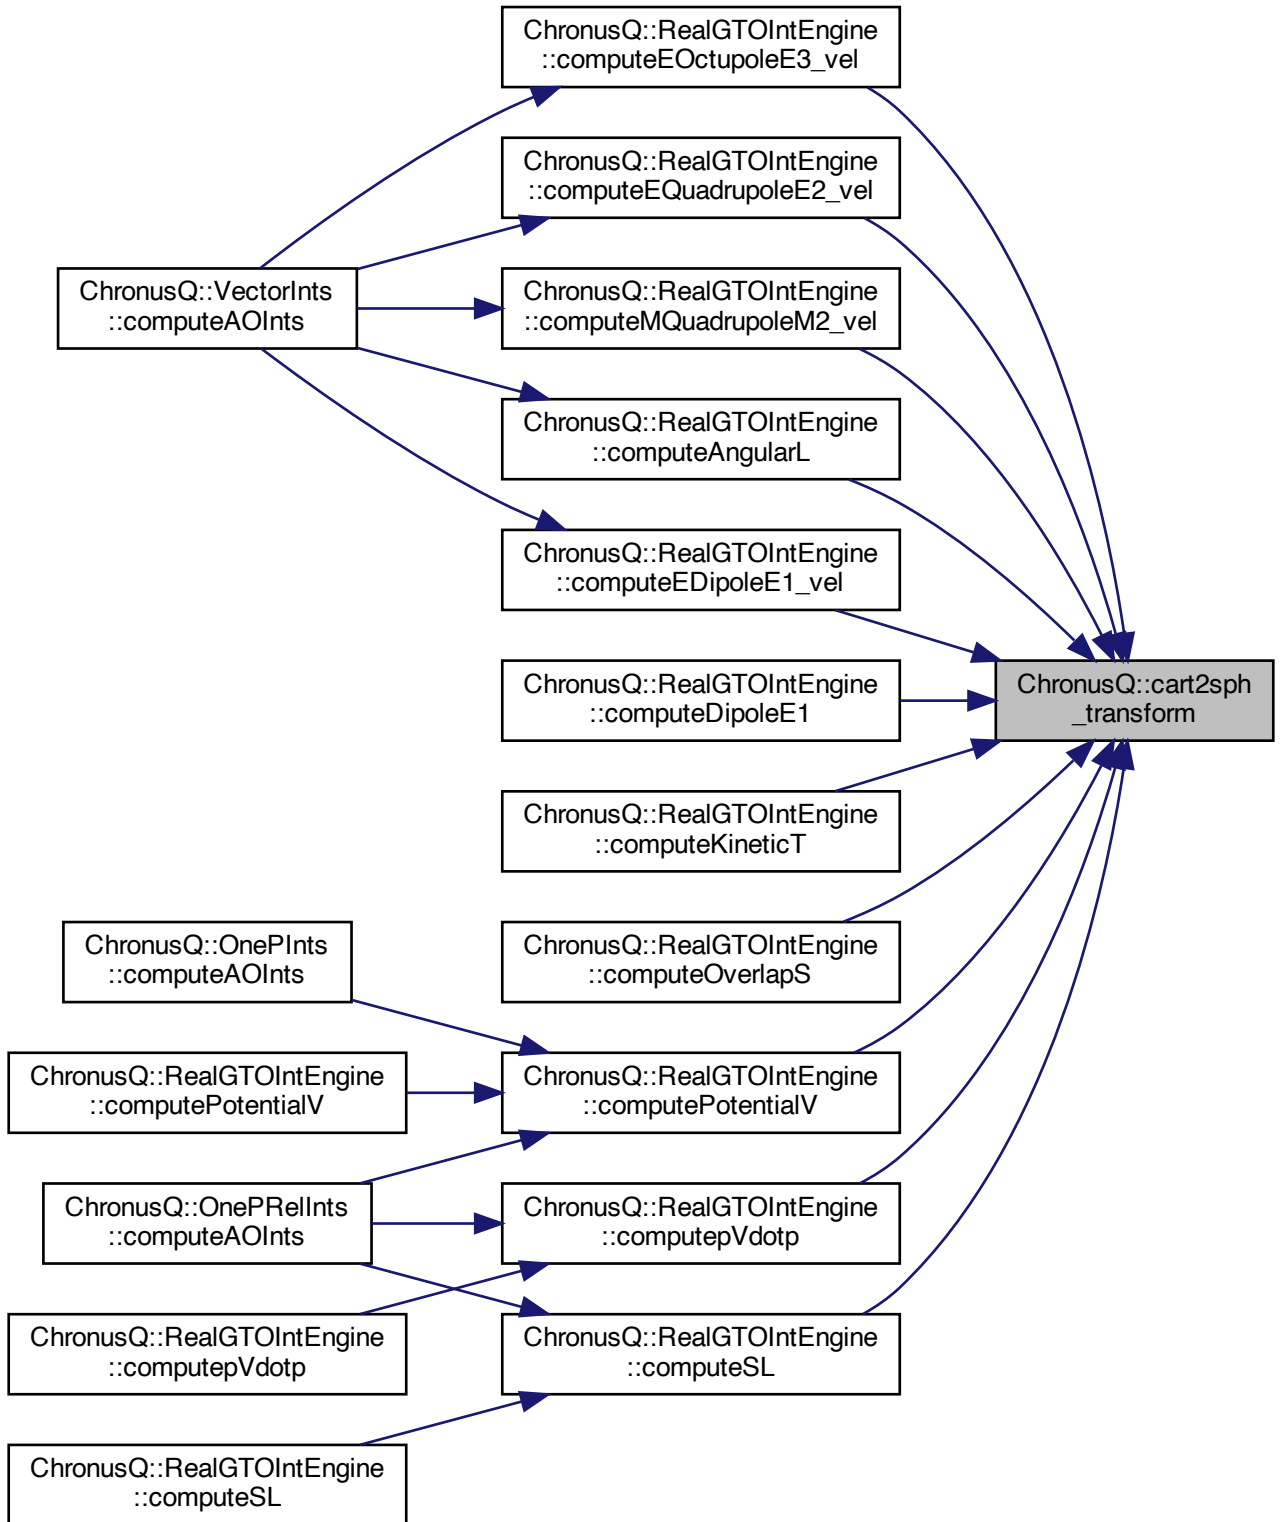 ChronusQ::RealGTOIntEngine
::computeEOctupoleE3_vel
ChronusQ::RealGTOIntEngine
::computeEQuadrupoleE2_vel
ChronusQ::VectorInts
::computeAOInts
ChronusQ::RealGTOIntEngine
::computeMQuadrupoleM2_vel
ChronusQ::RealGTOIntEngine
::computeAngularL
ChronusQ::RealGTOIntEngine
::computeEDipoleE1_vel
ChronusQ::RealGTOIntEngine
::computeDipoleE1
ChronusQ::cart2sph
_transform
ChronusQ::RealGTOIntEngine
::computeKineticT
ChronusQ::OnePInts
::computeAOInts
ChronusQ::RealGTOIntEngine
::computeOverlapS
ChronusQ::RealGTOIntEngine
::computePotentialV
ChronusQ::RealGTOIntEngine
::computePotentialV
ChronusQ::OnePRelInts
::computeAOInts
ChronusQ::RealGTOIntEngine
::computepVdotp
ChronusQ::RealGTOIntEngine
::computepVdotp
ChronusQ::RealGTOIntEngine
::computeSL
ChronusQ::RealGTOIntEngine
::computeSL